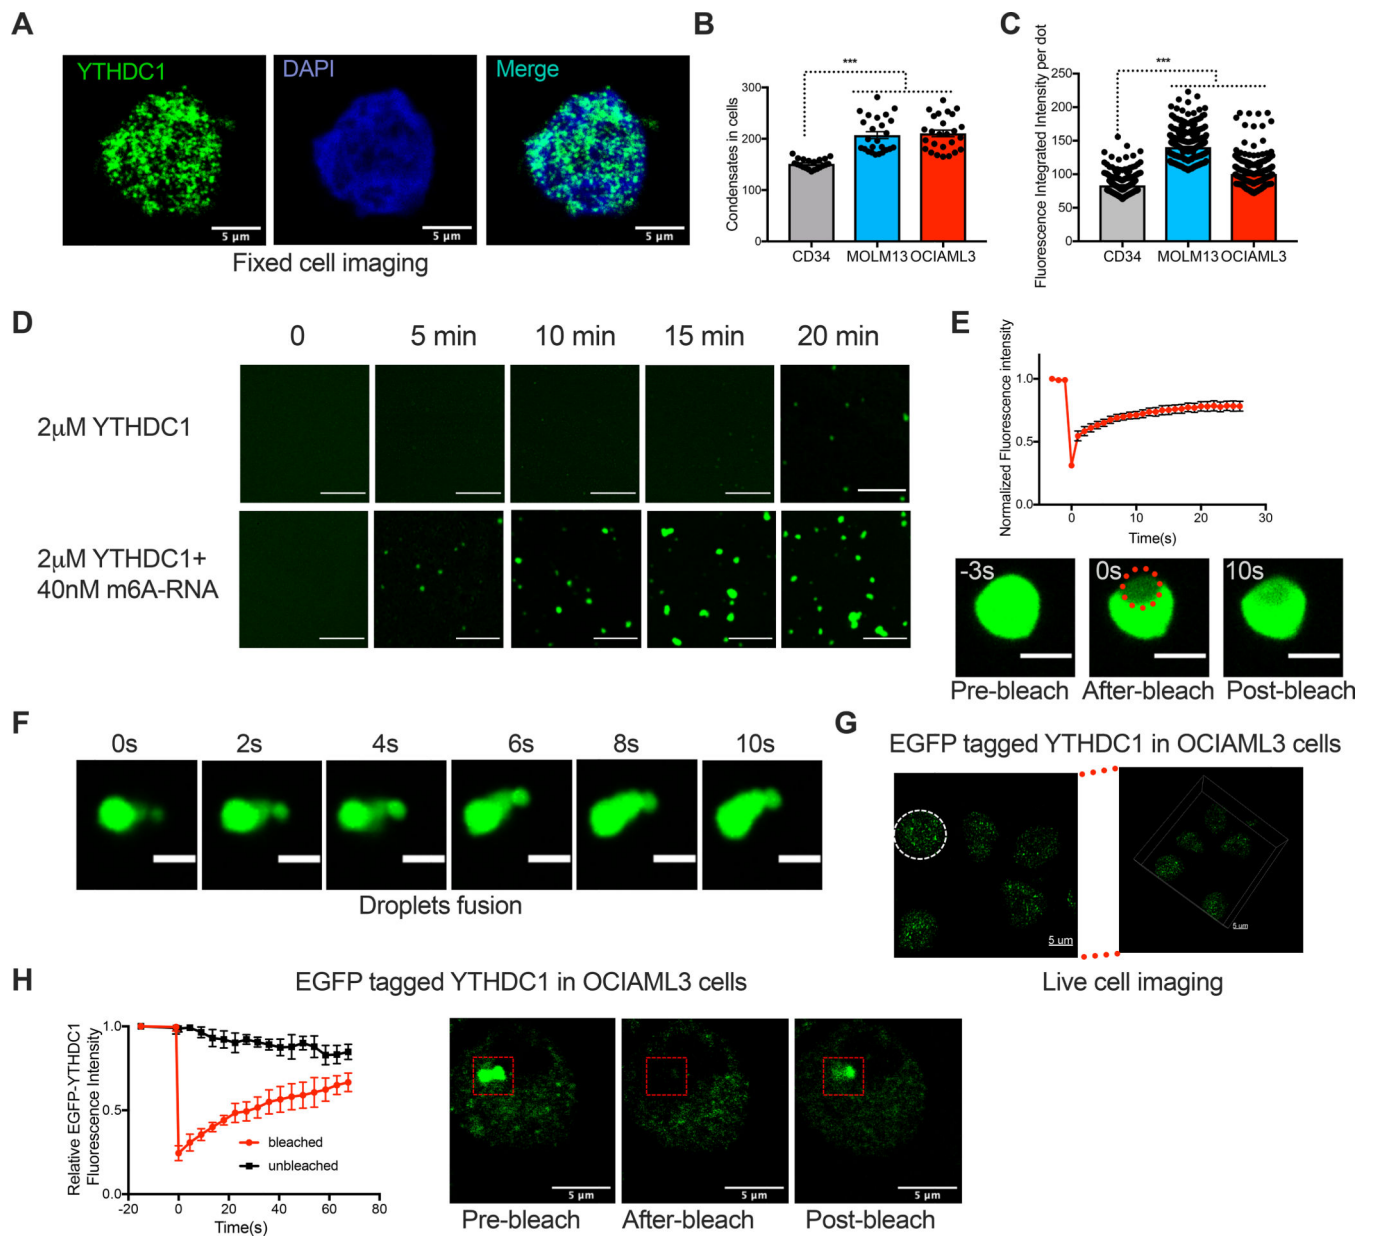 A
YTHDC1
DAPI
Merge
5 μm
5 μm
5 μm
Fixed cell imaging
B
Condensates in cells
300
200
100
0
***
CD34
MOLM13
OCIAML3
C
Fluorescence Integrated Intensity per dot
250
200
150
100
50
0
***
CD34
MOLM13
OCIAML3
D
0
5 min
10 min
15 min
20 min
2μM YTHDC1
2μM YTHDC1+
40nM m6A-RNA
E
Normalized Fluorescence intensity
1.0
0.5
0.0
0
10
20
30
Time(s)
-3s
0s
10s
Pre-bleach
After-bleach
Post-bleach
F
0s
2s
4s
6s
8s
10s
Droplets fusion
G
EGFP tagged YTHDC1 in OCIAML3 cells
5 um
5 um
Live cell imaging
H
EGFP tagged YTHDC1 in OCIAML3 cells
Relative EGFP-YTHDC1
Fluorescence Intensity
1.0
0.5
0.0
bleached
unbleached
-20
0
20
40
60
80
Time(s)
5 μm
5 μm
5 μm
Pre-bleach
After-bleach
Post-bleach